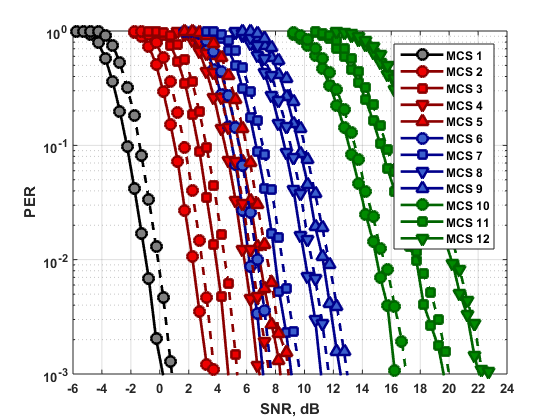 10^0
10^-1
10^-2
10^-3
PER
-6 -4 -2 0 2 4 6 8 10 12 14 16 18 20 22 24
SNR, dB
MCS 1
MCS 2
MCS 3
MCS 4
MCS 5
MCS 6
MCS 7
MCS 8
MCS 9
MCS 10
MCS 11
MCS 12